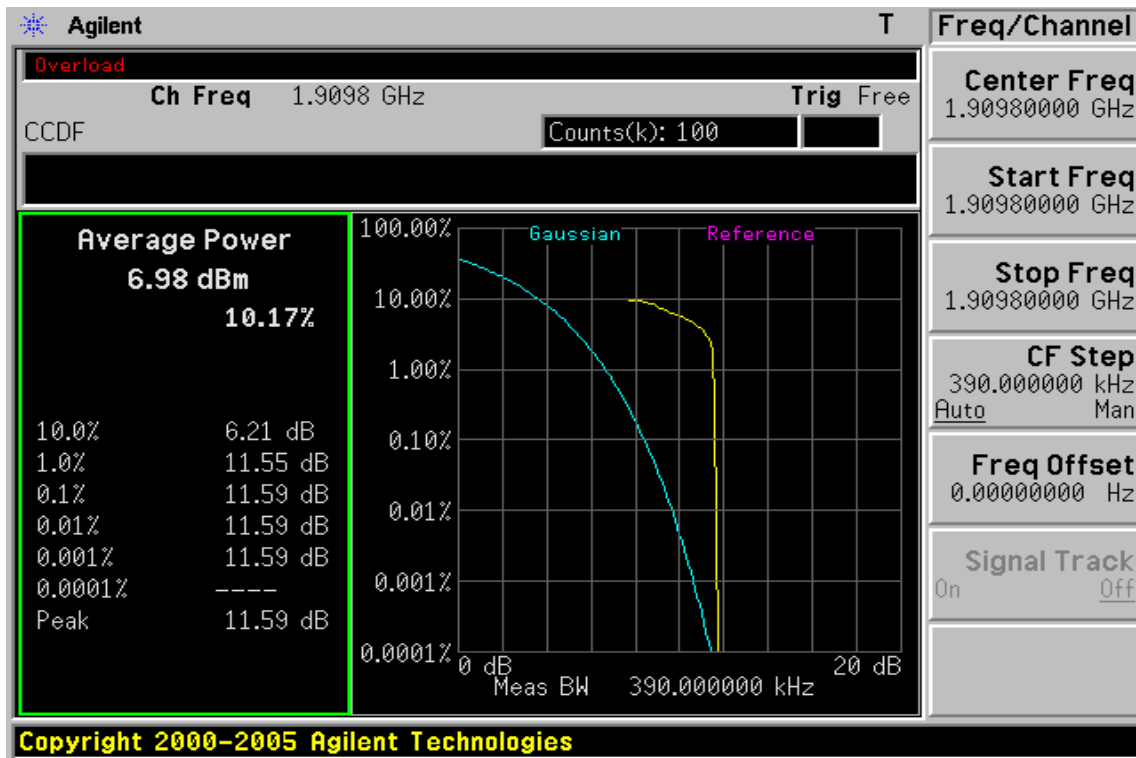 Agilent T
Overload
Ch Freq 1.9098 GHz Trig Free
CCDF
Counts(k): 100
Average Power
6.98 dBm
10.17%
10.0% 6.21 dB
1.0% 11.55 dB
0.1% 11.59 dB
0.01% 11.59 dB
0.001% 11.59 dB
0.0001% ----
Peak 11.59 dB
Gaussian Reference
100.00%
10.00%
1.00%
0.10%
0.01%
0.001%
0.0001%
0 dB 20 dB
Meas BW 390.000000 kHz
Freq/Channel
Center Freq
1.90980000 GHz
Start Freq
1.90980000 GHz
Stop Freq
1.90980000 GHz
CF Step
390.000000 kHz
Auto Man
Freq Offset
0.00000000 Hz
Signal Track
On Off
Copyright 2000-2005 Agilent Technologies